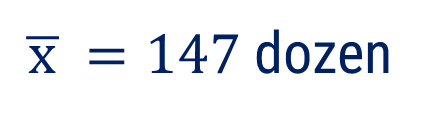 x̅ = 147 dozen